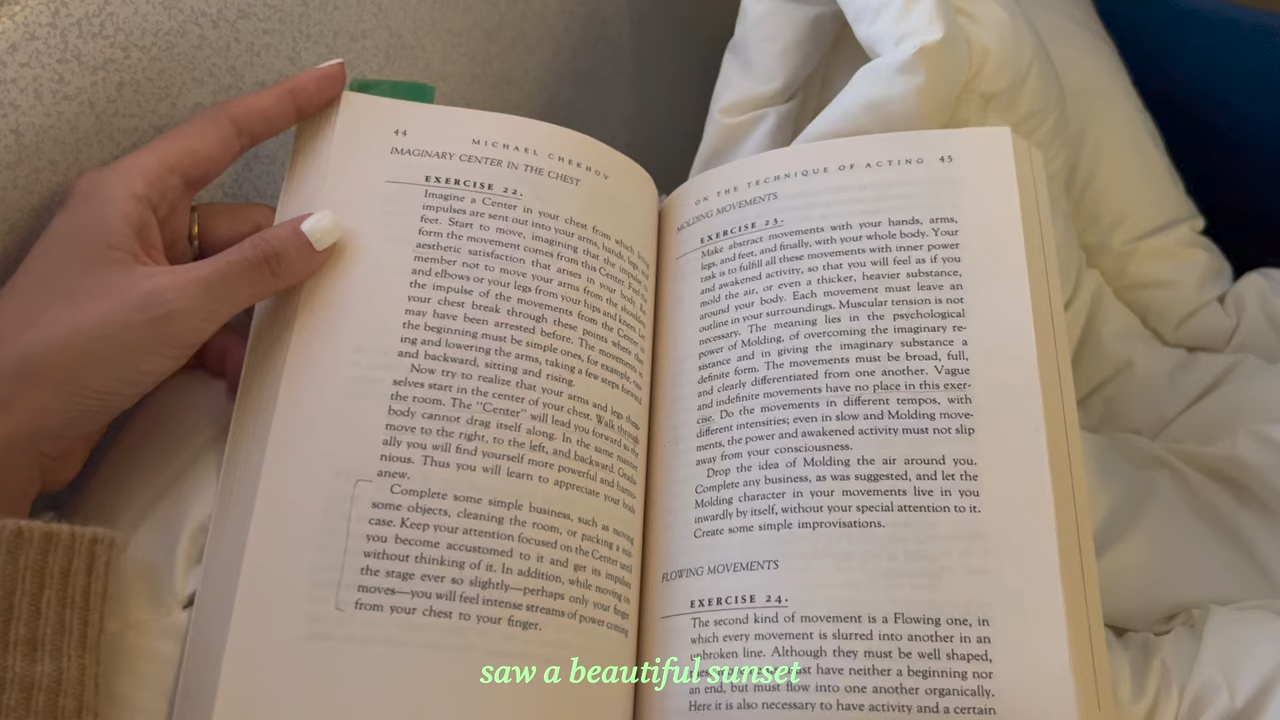 44
MICHAEL CHEKHOV
IMAGINARY CENTER IN THE CHEST
EXERCISE 22.
Imagine a Center in your chest from which living
impulses are sent out into your arms, hands, legs, and
feet. Start to move, imagining that the impulse to
form the movement comes from this Center. Feel the
aesthetic satisfaction that arises in your body. Re-
member not to move your arms from the shoulders
and elbows or your legs from your hips and knees. Let
the impulse of the movements from the Center in
your chest break through these points where they
may have been arrested before. The movements in
the beginning must be simple ones, for example, rais-
ing and lowering the arms, taking a few steps forward
and backward, sitting and rising.
Now try to realize that your arms and legs them-
selves start in the center of your chest. Walk through
the room. The "Center" will lead you forward so the
body cannot drag itself along. In the same manner
move to the right, to the left, and backward. Gradu-
ally you will find yourself more powerful and harmo-
nious. Thus you will learn to appreciate your body
anew.
Complete some simple business, such as moving
some objects, cleaning the room, or packing a suit-
case. Keep your attention focused on the Center until
you become accustomed to it and get its impulses
without thinking of it. In addition, while moving on
the stage ever so slightly—perhaps only your finger
moves—you will feel intense streams of power coming
from your chest to your finger.
ON THE TECHNIQUE OF ACTING 45
MOLDING MOVEMENTS
EXERCISE 23.
Make abstract movements with your hands, arms,
legs, and feet, and finally, with your whole body. Your
task is to fulfill all these movements with inner power
and awakened activity, so that you will feel as if you
mold the air, or even a thicker, heavier substance,
around your body. Each movement must leave an
outline in your surroundings. Muscular tension is not
necessary. The meaning lies in the psychological
power of Molding, of overcoming the imaginary re-
sistance and in giving the imaginary substance a
definite form. The movements must be broad, full,
and clearly differentiated from one another. Vague
and indefinite movements have no place in this exer-
cise. Do the movements in different tempos, with
different intensities; even in slow and Molding move-
ments, the power and awakened activity must not slip
away from your consciousness.
Drop the idea of Molding the air around you.
Complete any business, as was suggested, and let the
Molding character in your movements live in you
inwardly by itself, without your special attention to it.
Create some simple improvisations.
FLOWING MOVEMENTS
EXERCISE 24.
The second kind of movement is a Flowing one, in
which every movement is slurred into another in an
unbroken line. Although they must be well shaped,
must have neither a beginning nor
an end, but must flow into one another organically.
Here it is also necessary to have activity and a certain
saw a beautiful sunset